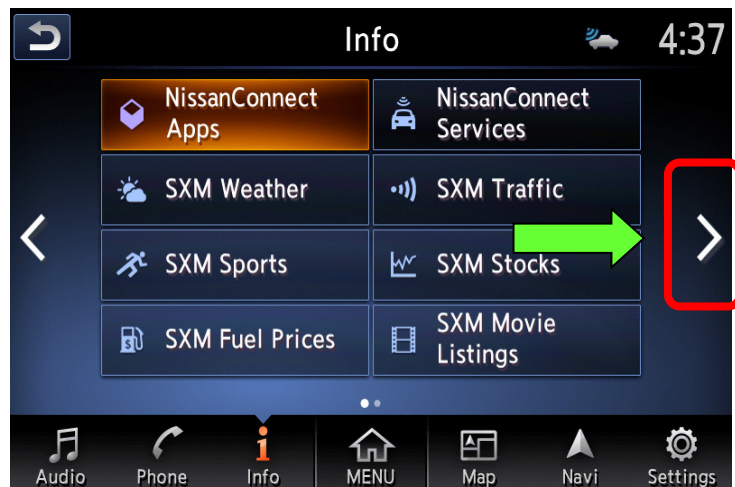 Info
4:37
NissanConnect
Apps
NissanConnect
Services
SXM Weather
SXM Traffic
SXM Sports
SXM Stocks
SXM Fuel Prices
SXM Movie
Listings
Audio
Phone
Info
MENU
Map
Navi
Settings